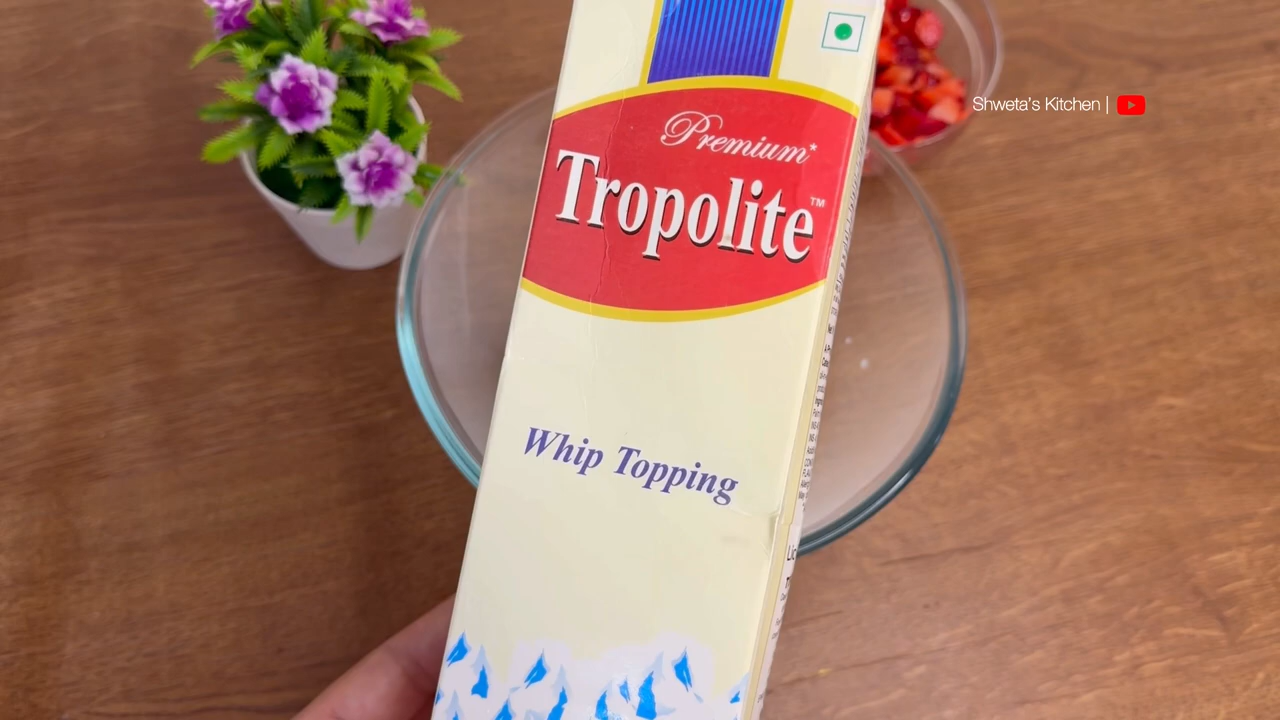 Shweta's Kitchen |
Premium*
Tropolite™
Whip Topping